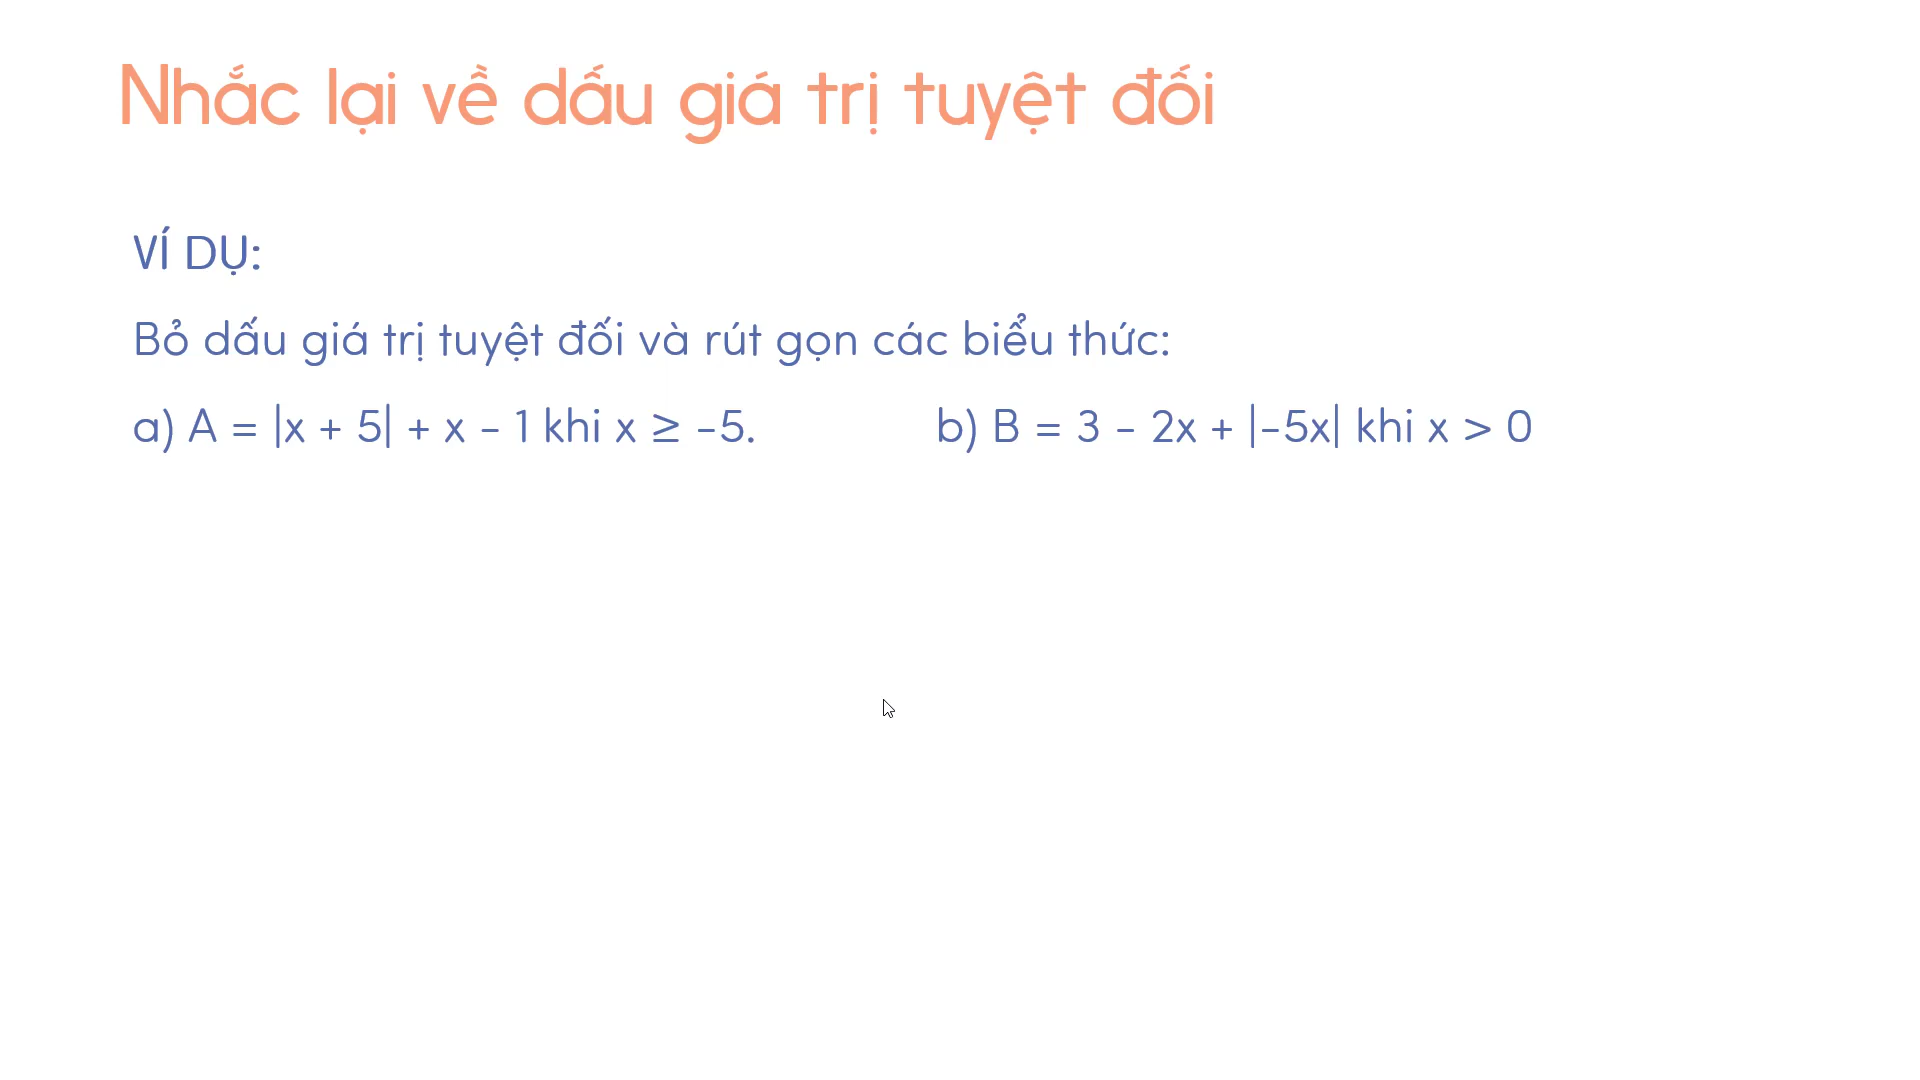 Nhắc lại về dấu giá trị tuyệt đối
VÍ DỤ:
Bỏ dấu giá trị tuyệt đối và rút gọn các biểu thức:
a) A = |x + 5| + x - 1 khi x ≥ -5. b) B = 3 - 2x + |-5x| khi x > 0